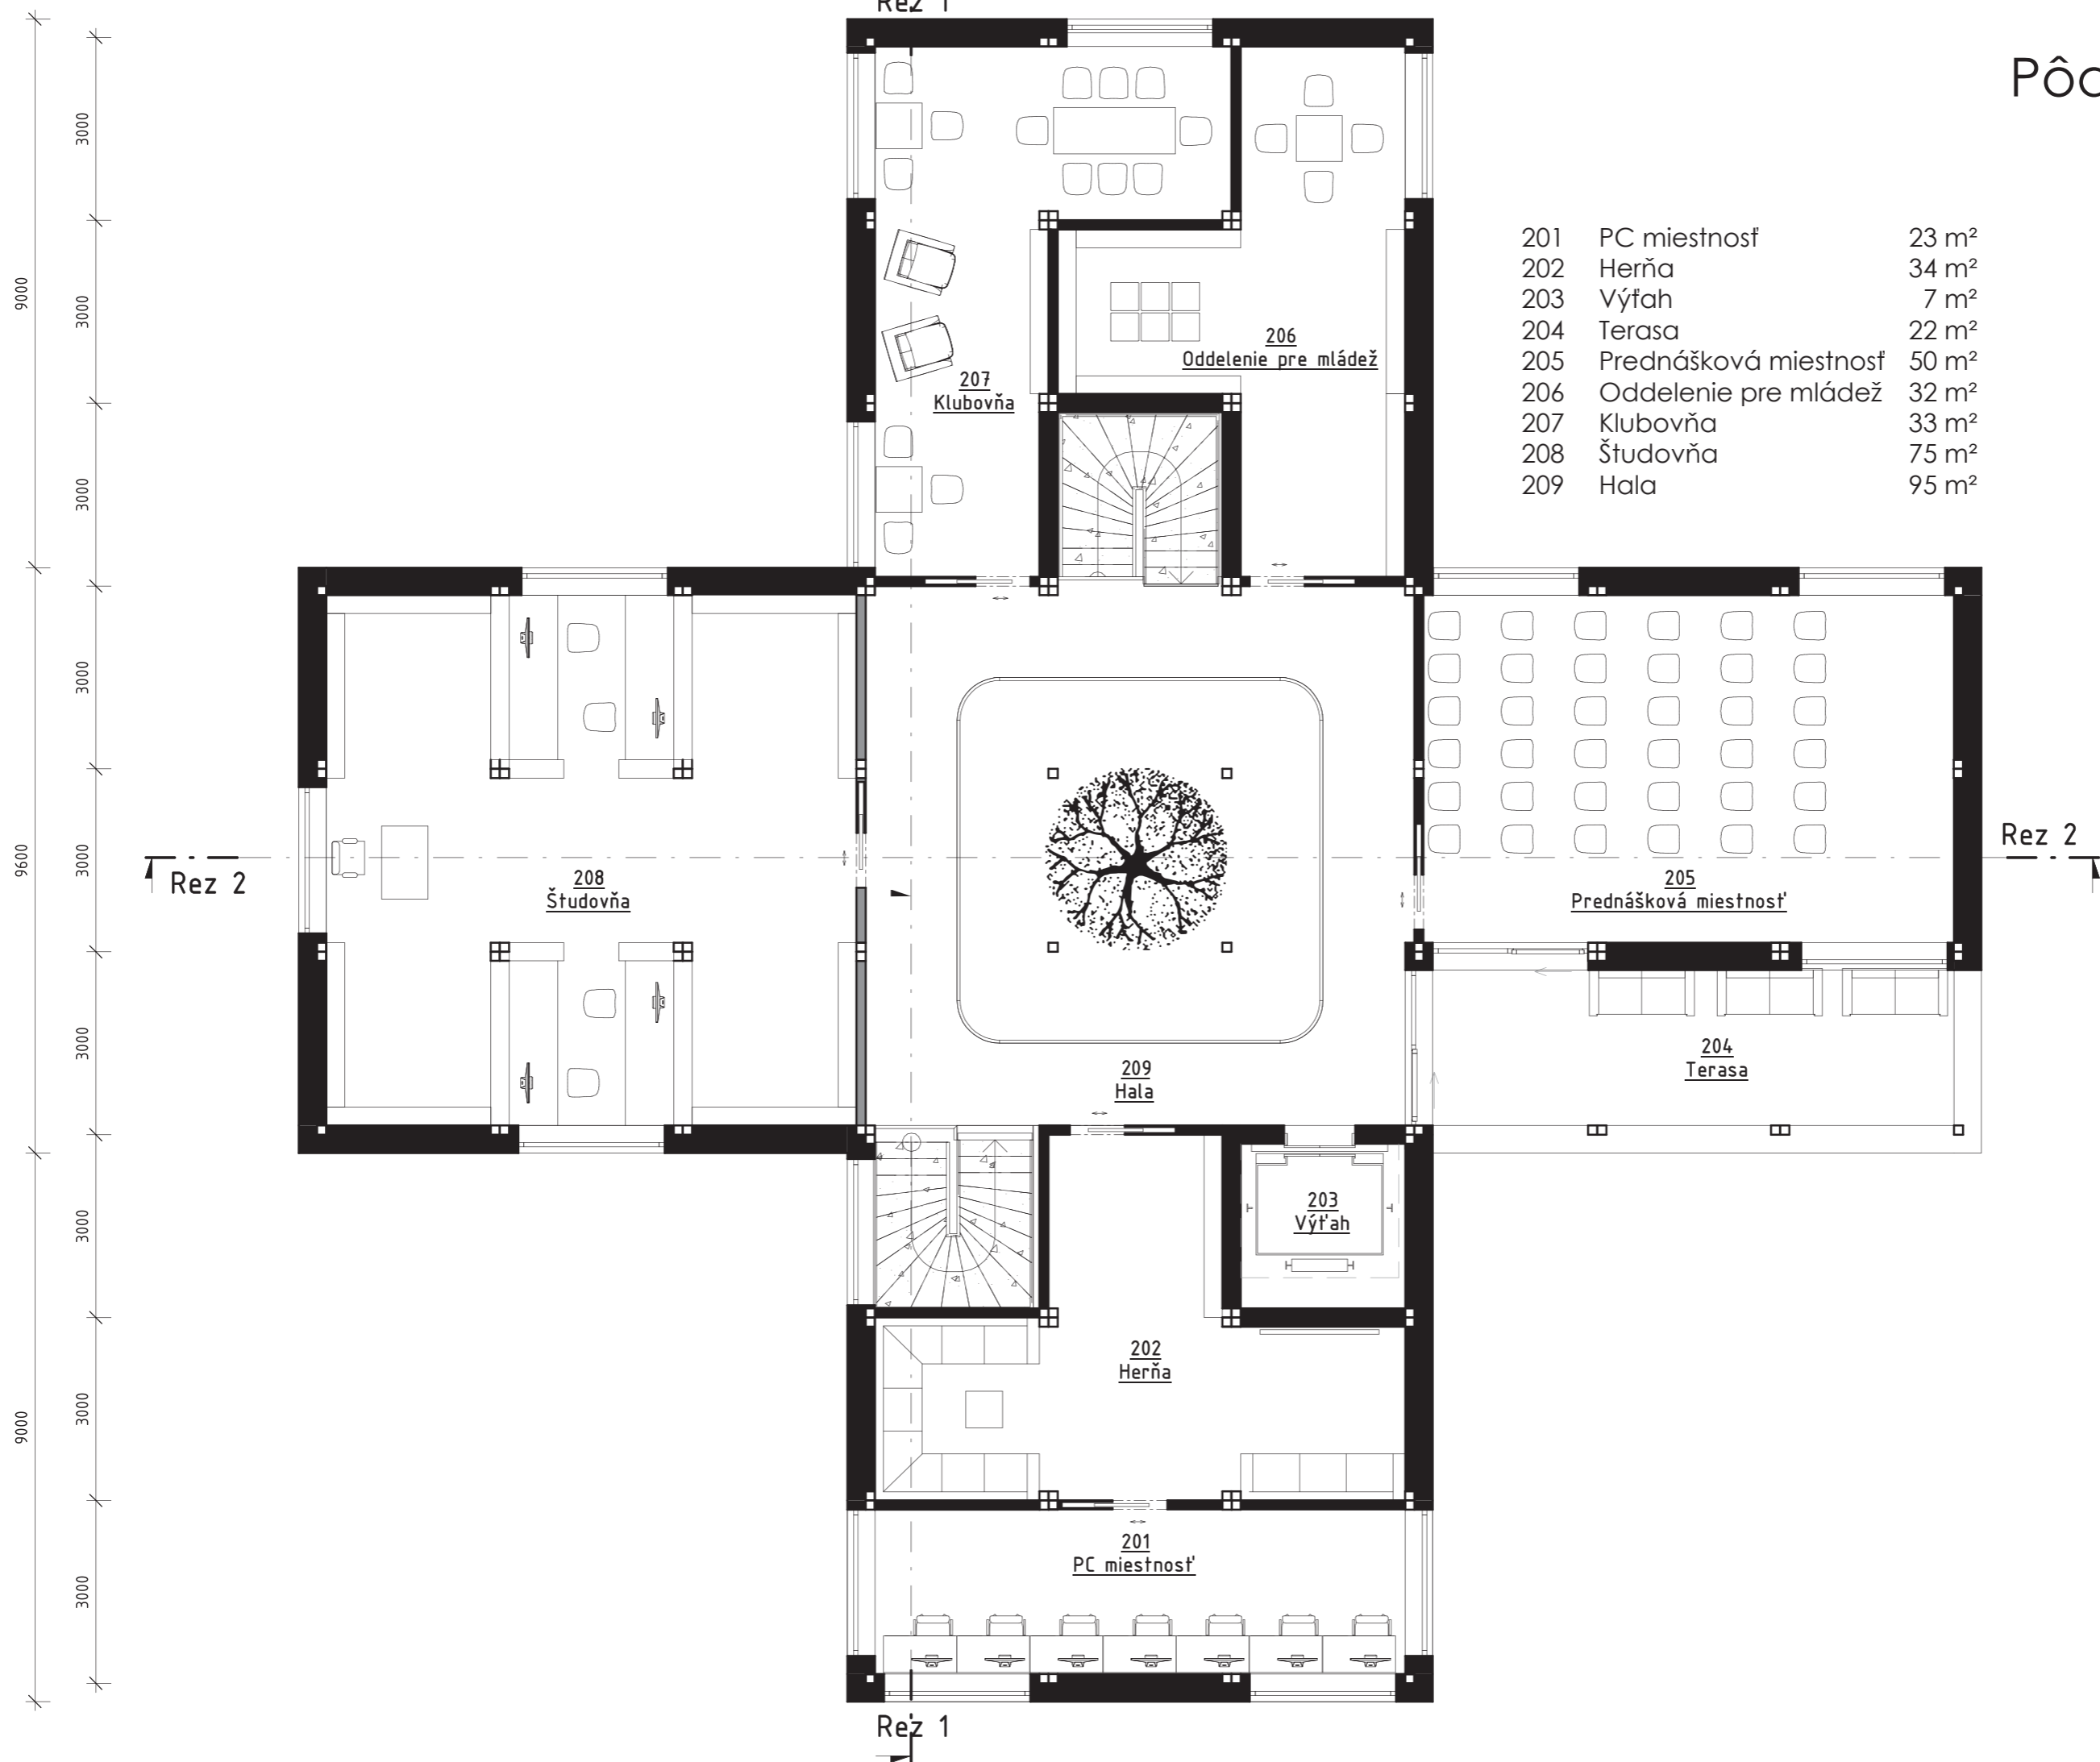 Rez 1
201 PC miestnosť 23 m²
202 Herňa 34 m²
203 Výťah 7 m²
204 Terasa 22 m²
205 Prednášková miestnosť 50 m²
206 Oddelenie pre mládež 32 m²
207 Klubovňa 33 m²
208 Študovňa 75 m²
209 Hala 95 m²
9000
9600
9000
3000
3000
3000
3000
3000
3000
3000
3000
3000
206
Oddelenie pre mládež
207
Klubovňa
Rez 2
Rez 2
208
Študovňa
205
Prednášková miestnosť
204
Terasa
209
Hala
203
Výťah
202
Herňa
201
PC miestnosť
Rez 1